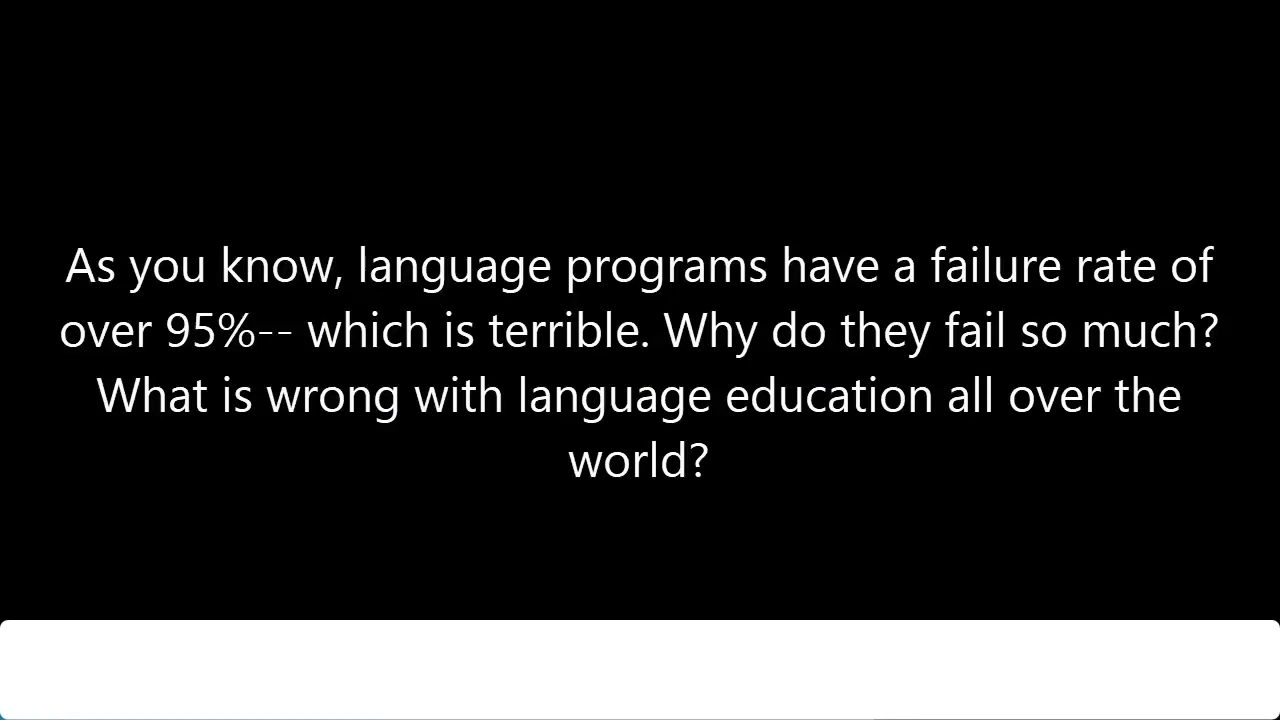 As you know, language programs have a failure rate of
over 95%-- which is terrible. Why do they fail so much?
What is wrong with language education all over the
world?